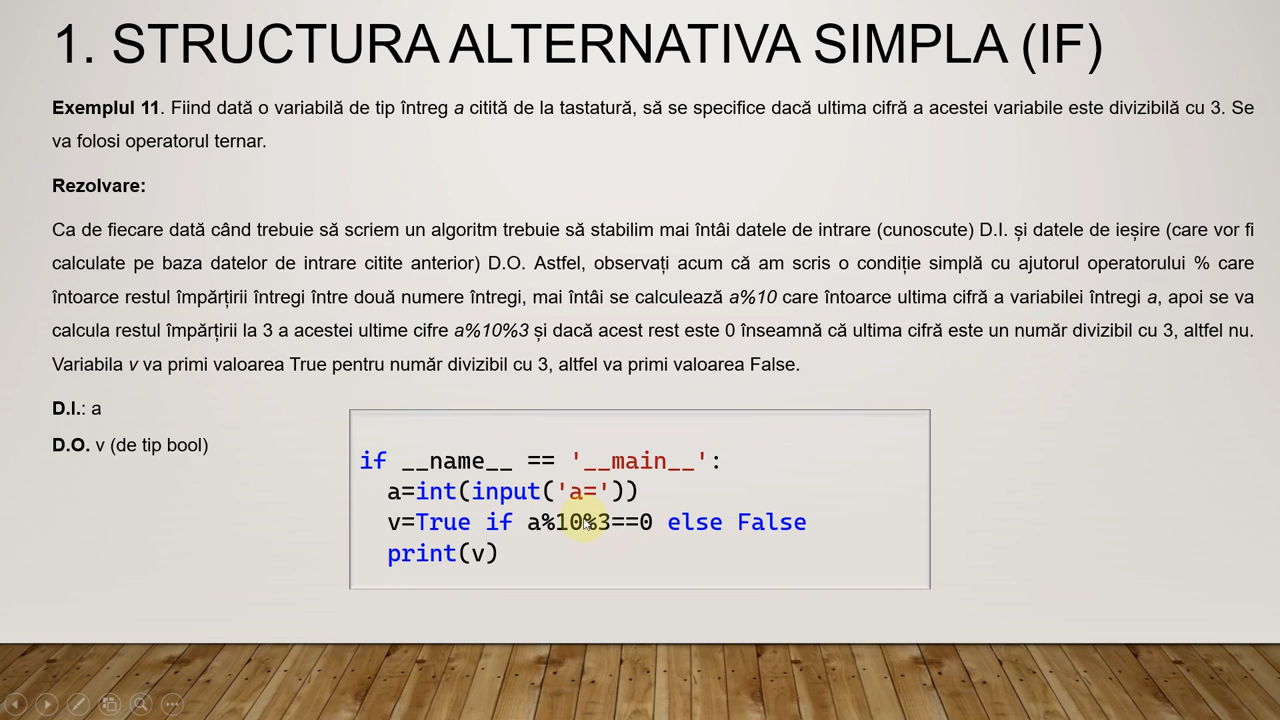 1. STRUCTURA ALTERNATIVA SIMPLA (IF)
Exemplul 11. Fiind dată o variabilă de tip întreg a citită de la tastatură, să se specifice dacă ultima cifră a acestei variabile este divizibilă cu 3. Se
va folosi operatorul ternar.
Rezolvare:
Ca de fiecare dată când trebuie să scriem un algoritm trebuie să stabilim mai întâi datele de intrare (cunoscute) D.I. și datele de ieșire (care vor fi
calculate pe baza datelor de intrare citite anterior) D.O. Astfel, observați acum că am scris o condiție simplă cu ajutorul operatorului % care
întoarce restul împărțirii întregi între două numere întregi, mai întâi se calculează a%10 care întoarce ultima cifră a variabilei întregi a, apoi se va
calcula restul împărțirii la 3 a acestei ultime cifre a%10%3 și dacă acest rest este 0 înseamnă că ultima cifră este un număr divizibil cu 3, altfel nu.
Variabila v va primi valoarea True pentru număr divizibil cu 3, altfel va primi valoarea False.
D.I.: a
D.O. v (de tip bool)
if __name__ == '__main__':
  a=int(input('a='))
  v=True if a%10%3==0 else False
  print(v)